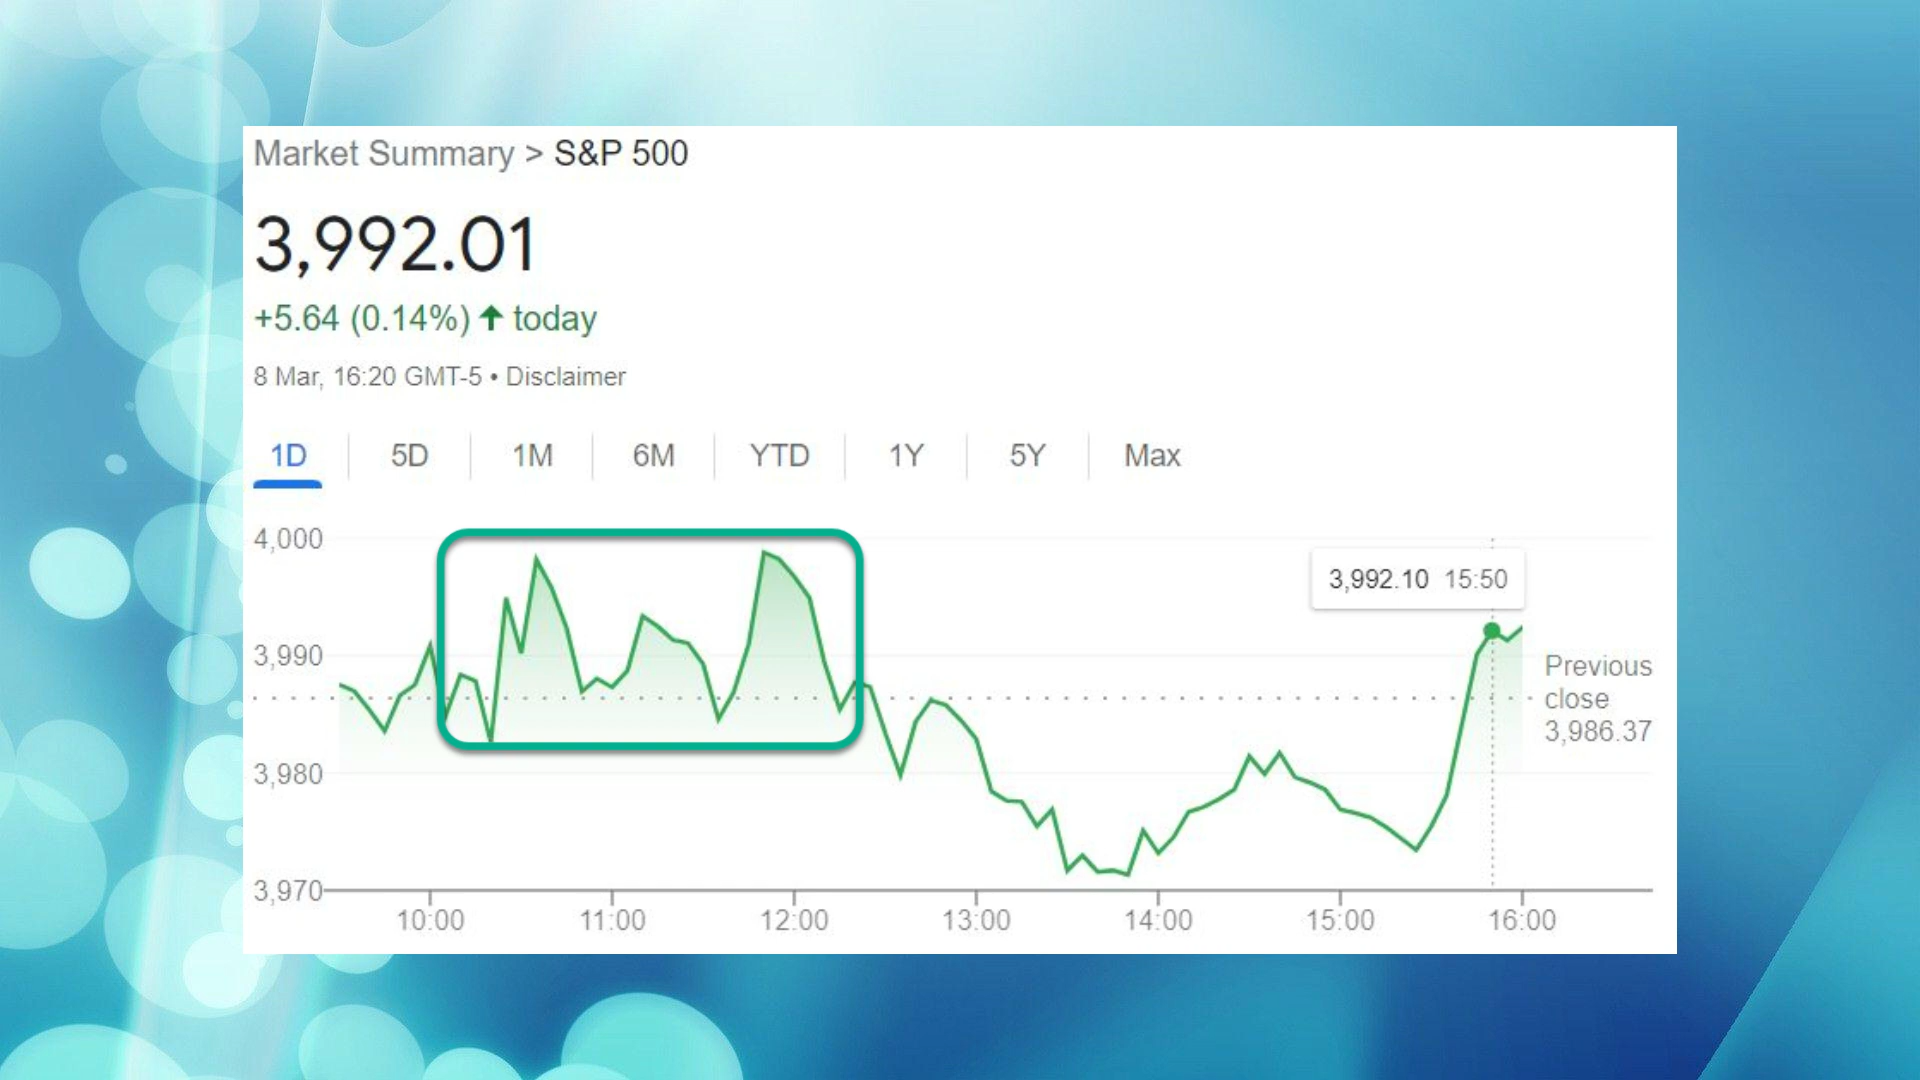 Market Summary > S&P 500
3,992.01
+5.64 (0.14%) ↑ today
8 Mar, 16:20 GMT-5 • Disclaimer
1D 5D 1M 6M YTD 1Y 5Y Max
4,000
3,992.10 15:50
3,990
Previous
close
3,986.37
3,980
3,970
10:00 11:00 12:00 13:00 14:00 15:00 16:00